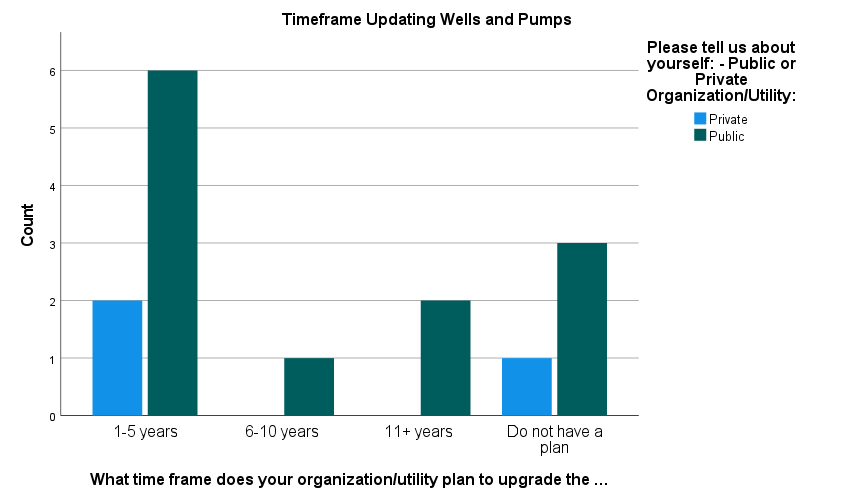 Timeframe Updating Wells and Pumps
Please tell us about
yourself: - Public or
Private
Organization/Utility:
Private
Public
Count
6
5
4
3
2
1
0
1-5 years
6-10 years
11+ years
Do not have a
plan
What time frame does your organization/utility plan to upgrade the ...